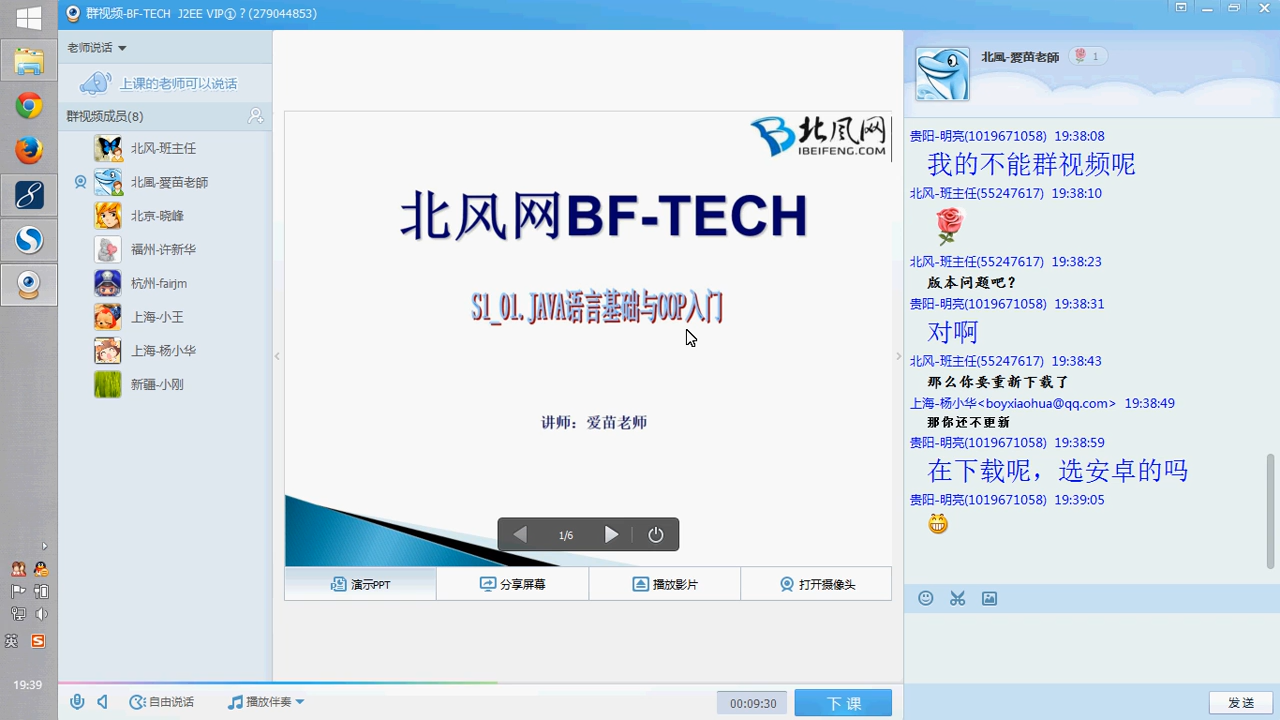 群视频-BF-TECH J2EE VIP①？(279044853)
老师说话
上课的老师可以说话
群视频成员(8)
北风-班主任
北風-愛苗老師
北京-晓峰
福州-许新华
杭州-fairjm
上海-小王
上海-杨小华
新疆-小刚
北风网
IBEIFENG.COM
北风网BF-TECH
S1_01.JAVA语言基础与OOP入门
讲师：爱苗老师
1/6
演示PPT
分享屏幕
播放影片
打开摄像头
自由说话
播放伴奏
00:09:30
下 课
北風-愛苗老師
1
贵阳-明亮(1019671058) 19:38:08
我的不能群视频呢
北风-班主任(55247617) 19:38:10
北风-班主任(55247617) 19:38:23
版本问题吧？
贵阳-明亮(1019671058) 19:38:31
对啊
北风-班主任(55247617) 19:38:43
那么你要重新下载了
上海-杨小华<boyxiaohua@qq.com> 19:38:49
那你还不更新
贵阳-明亮(1019671058) 19:38:59
在下载呢，选安卓的吗
贵阳-明亮(1019671058) 19:39:05
发 送
英
19:39